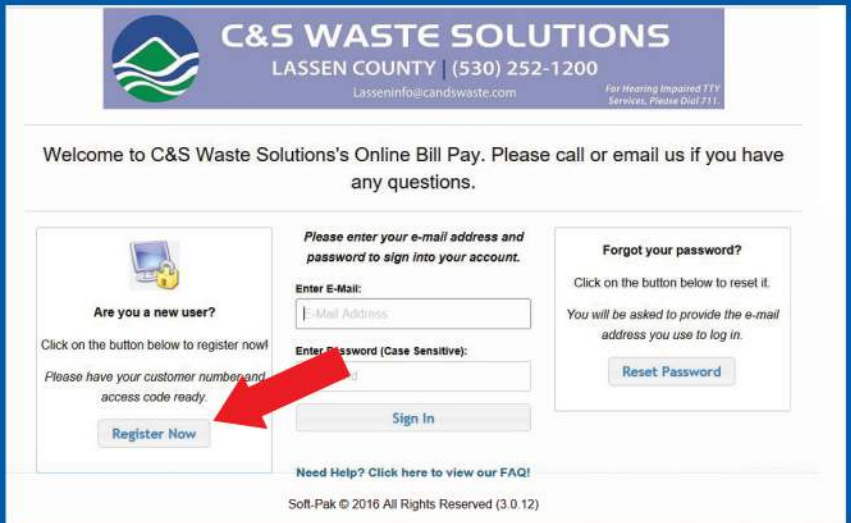 C&S WASTE SOLUTIONS
LASSEN COUNTY | (530) 252-1200
Lasseninfo@candswaste.com
For Hearing Impaired TTY
Services, Please Dial 711.
Welcome to C&S Waste Solutions's Online Bill Pay. Please call or email us if you have
any questions.
Are you a new user?
Click on the button below to register now!
Please have your customer number and
access code ready.
Register Now
Please enter your e-mail address and
password to sign into your account.
Enter E-Mail:
E-Mail Address
Enter Password (Case Sensitive):
Sign In
Need Help? Click here to view our FAQ!
Forgot your password?
Click on the button below to reset it.
You will be asked to provide the e-mail
address you use to log in.
Reset Password
Soft-Pak © 2016 All Rights Reserved (3.0.12)